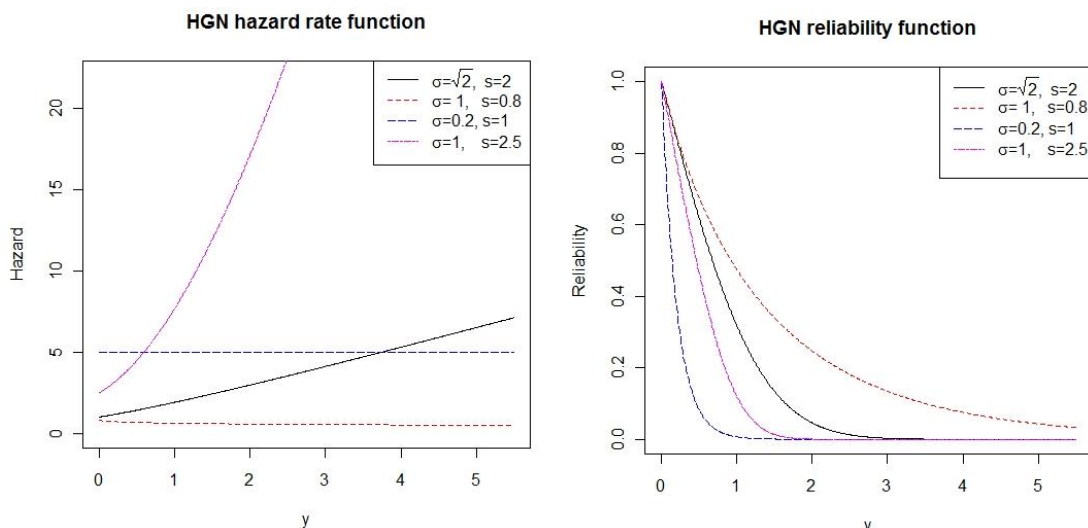 HGN hazard rate function
σ=√2, s=2
σ= 1, s=0.8
σ=0.2, s=1
σ=1, s=2.5
20
15
10
5
0
Hazard
0 1 2 3 4 5
y
HGN reliability function
σ=√2, s=2
σ= 1, s=0.8
σ=0.2, s=1
σ=1, s=2.5
1.0
0.8
0.6
0.4
0.2
0.0
Reliability
0 1 2 3 4 5
y